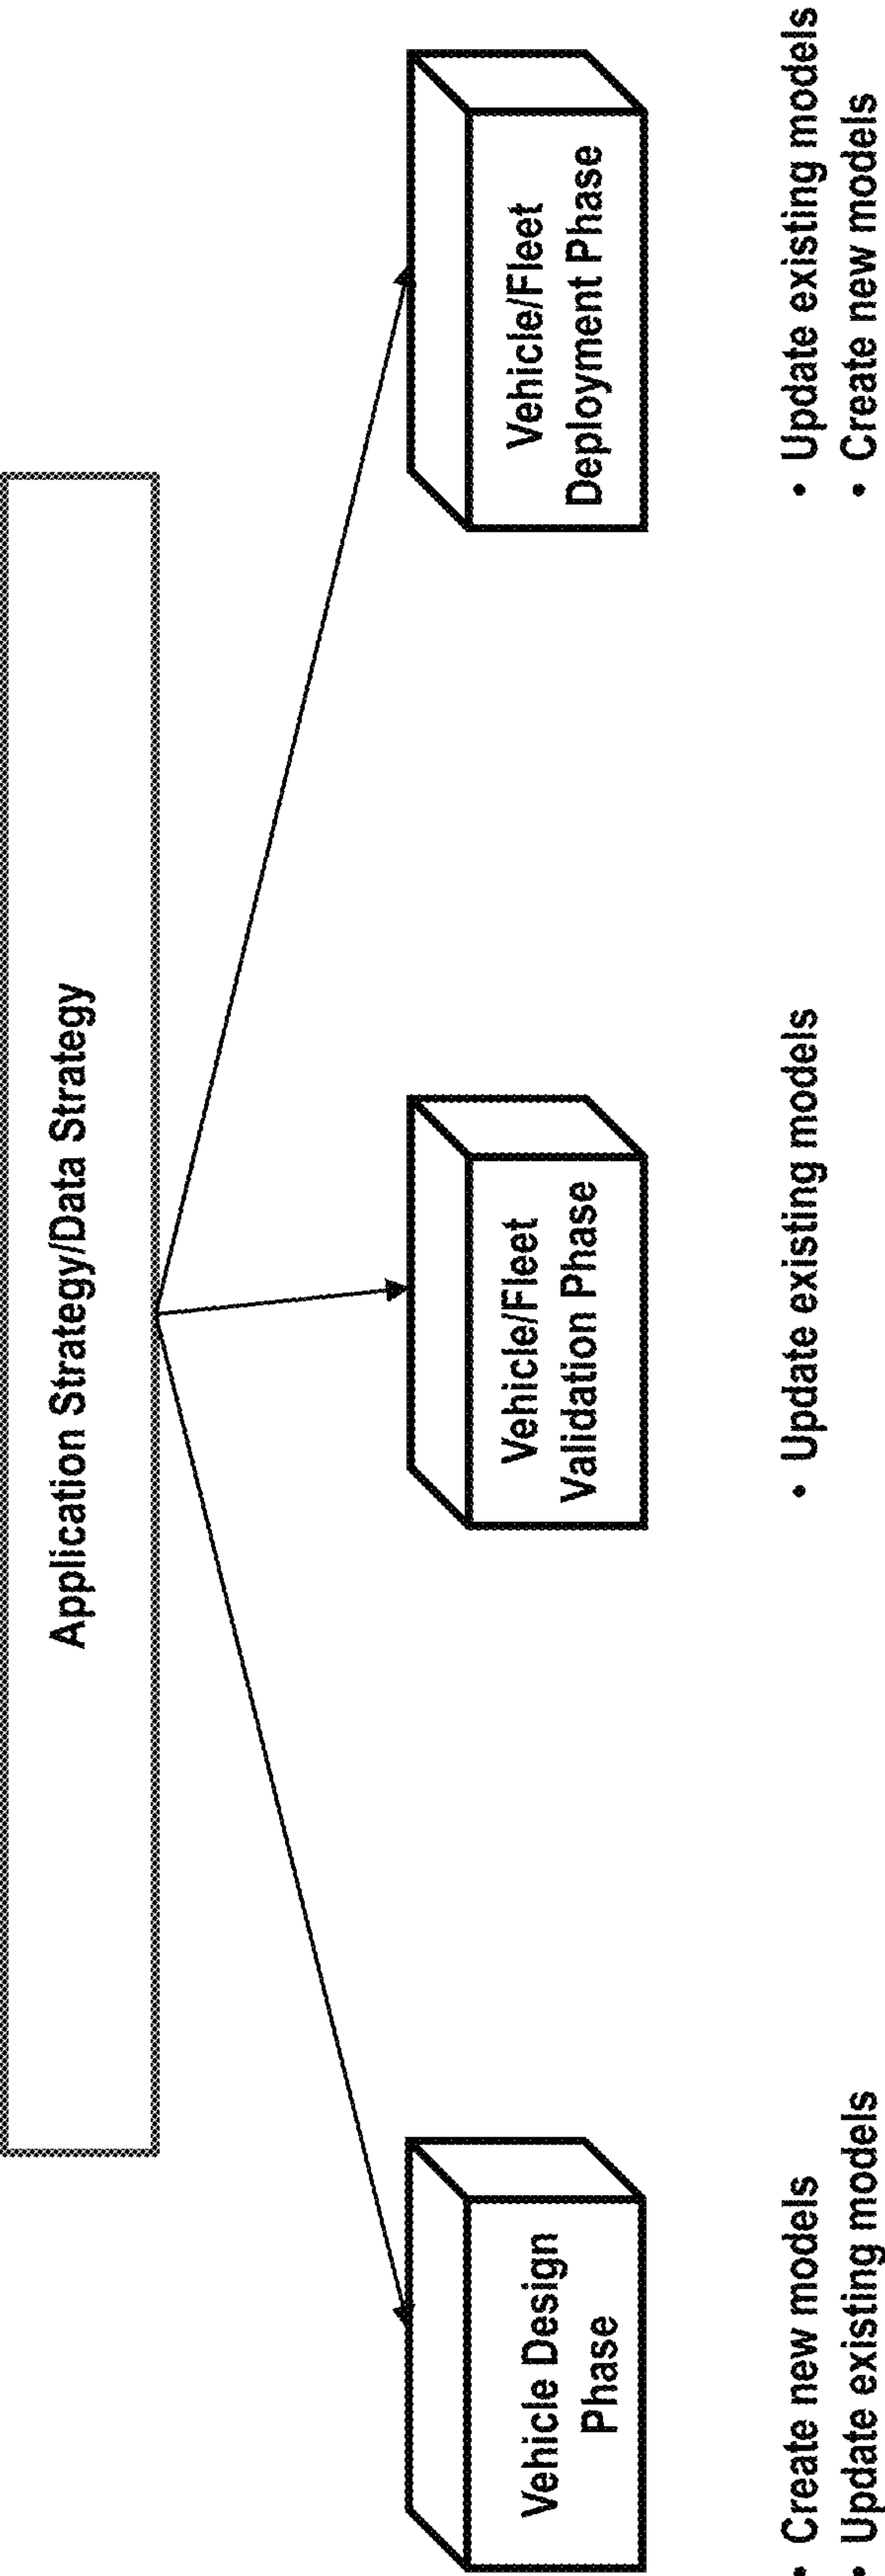 Application Strategy/Data Strategy
Vehicle Design
Phase
Vehicle/Fleet
Validation Phase
Vehicle/Fleet
Deployment Phase
• Create new models
• Update existing models
• Update existing models
• Update existing models
• Create new models